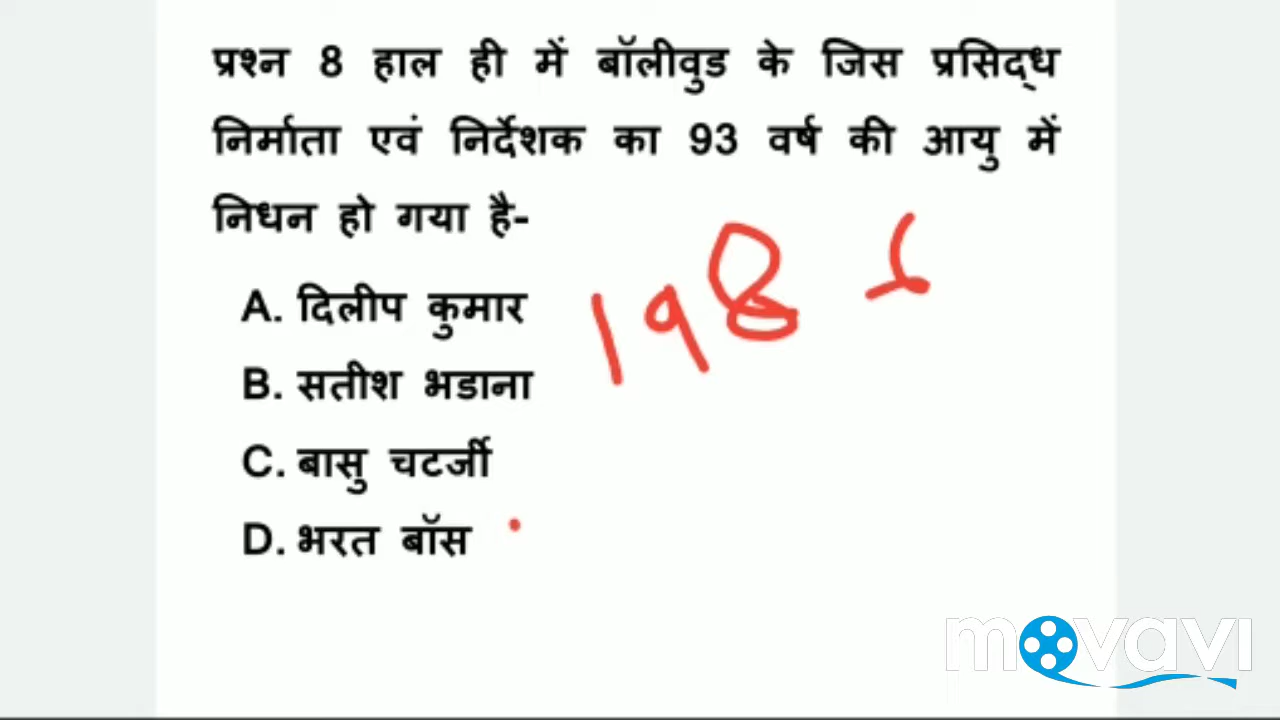 प्रश्न 8 हाल ही में बॉलीवुड के जिस प्रसिद्ध
निर्माता एवं निर्देशक का 93 वर्ष की आयु में
निधन हो गया है-
A. दिलीप कुमार
B. सतीश भडाना
C. बासु चटर्जी
D. भरत बॉस
198
movavi